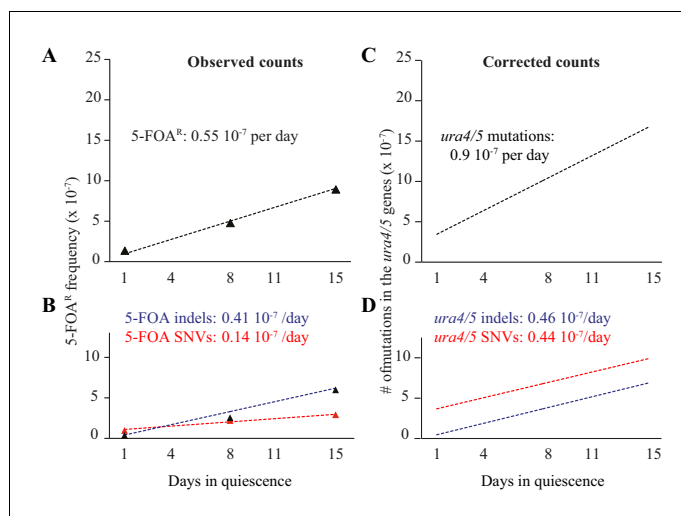 A
Observed counts
5-FOAR frequency (x 10-7)
25
20
15
10
5
0
5-FOAR: 0.55 10-7 per day
1 4 8 11 15
B
5-FOA indels: 0.41 10-7 /day
5-FOA SNVs: 0.14 10-7 /day
10
5
0
1 4 8 11 15
Days in quiescence
C
Corrected counts
# ofmutations in the ura4/5 genes (x 10-7)
25
20
15
10
5
0
ura4/5 mutations:
0.9 10-7 per day
1 4 8 11 15
D
ura4/5 indels: 0.46 10-7/day
ura4/5 SNVs: 0.44 10-7/day
10
5
0
1 4 8 11 15
Days in quiescence